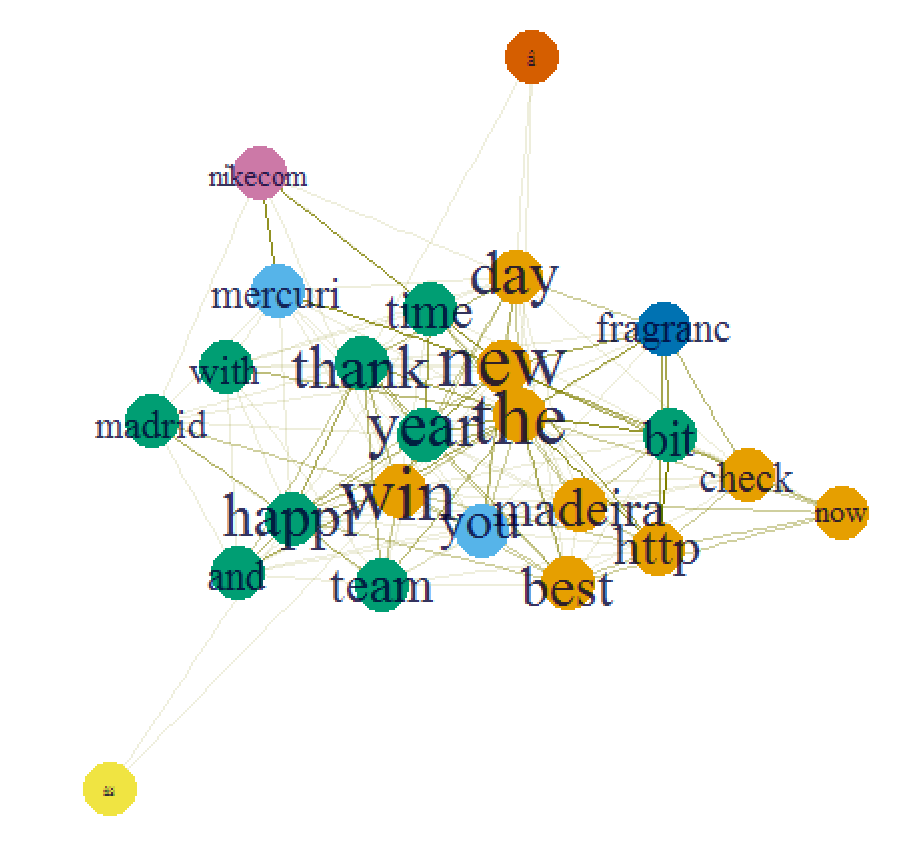 nikecom
day
mercuri
time
fragranc
new
thank
with
the
madrid
year
bit
check
win
madeira
now
happi
you
http
and
team
best